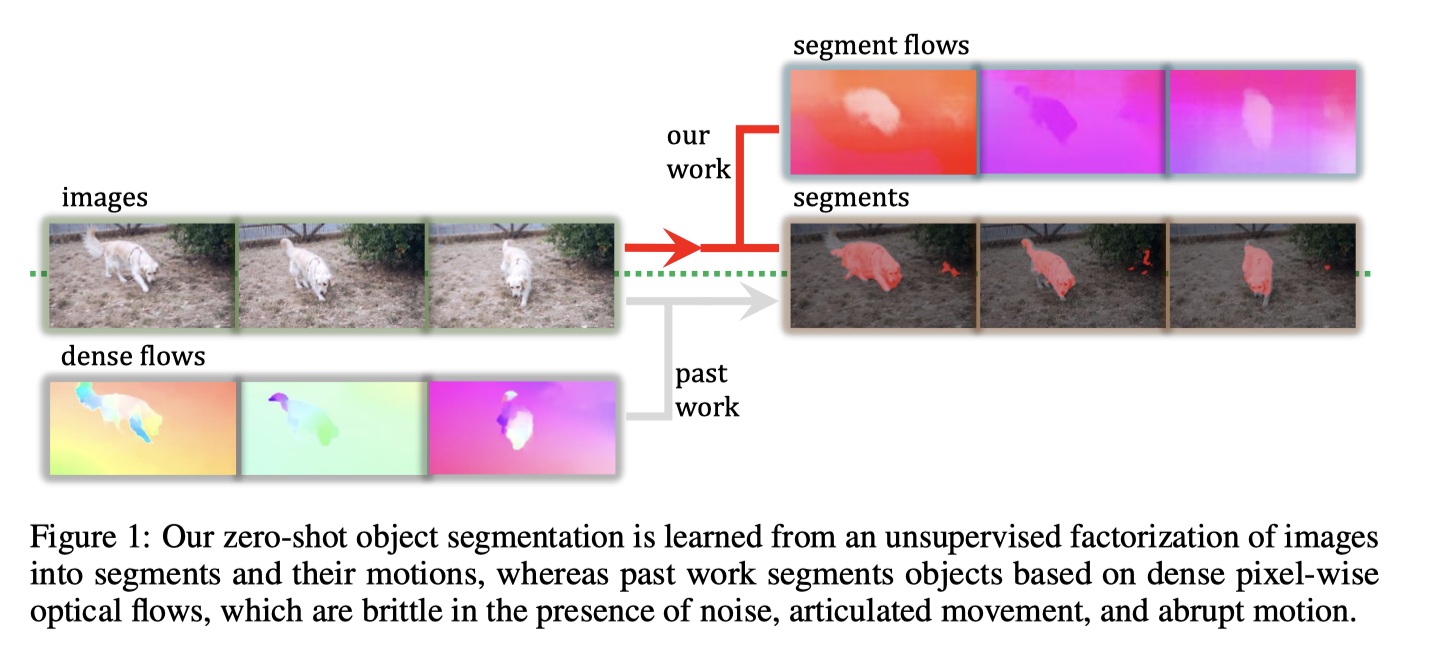 segment flows
our
work
images
segments
dense flows
past
work
Figure 1: Our zero-shot object segmentation is learned from an unsupervised factorization of images
into segments and their motions, whereas past work segments objects based on dense pixel-wise
optical flows, which are brittle in the presence of noise, articulated movement, and abrupt motion.